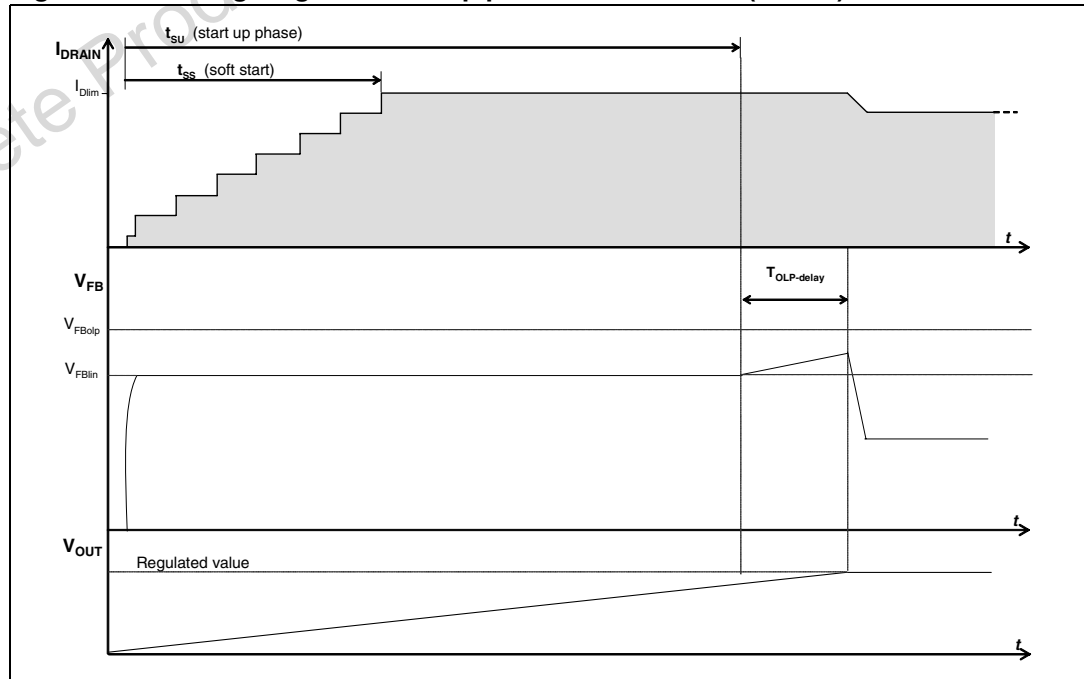 t_SU (start up phase)
I_DRAIN
t_SS (soft start)
I_Dlim
t
V_FB
T_OLP-delay
V_FBolp
V_FBlin
t
V_OUT
Regulated value
t